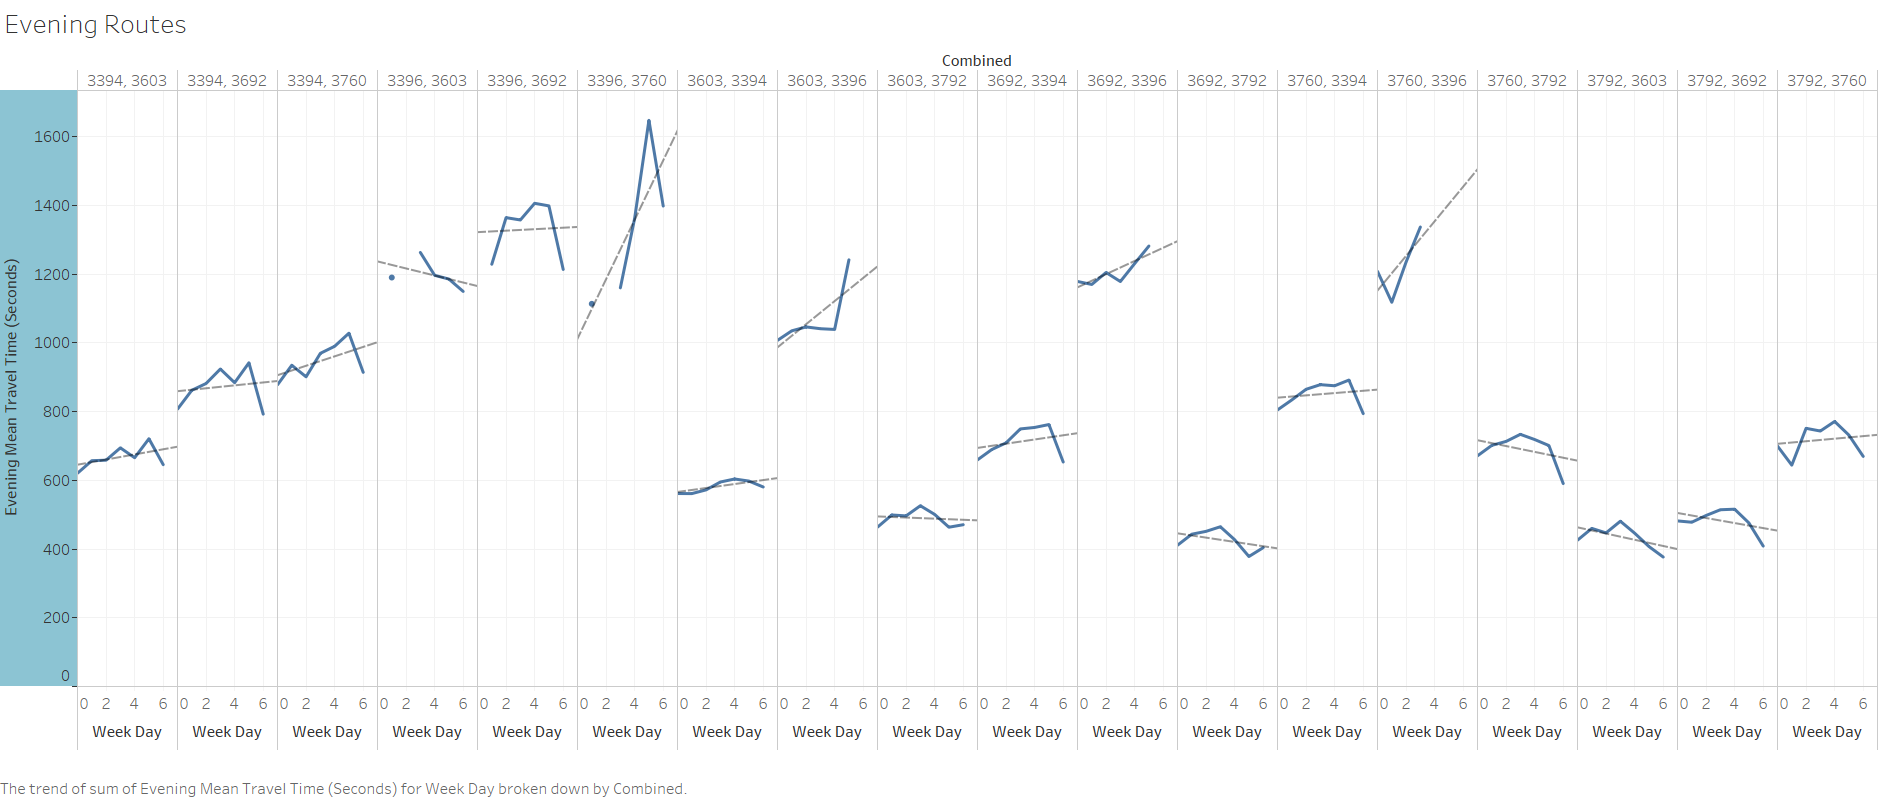 Evening Routes
Combined
3394, 3603 3394, 3692 3394, 3760 3396, 3603 3396, 3692 3396, 3760 3603, 3394 3603, 3396 3603, 3792 3692, 3394 3692, 3396 3692, 3792 3760, 3394 3760, 3396 3760, 3792 3792, 3603 3792, 3692 3792, 3760
Evening Mean Travel Time (Seconds)
1600
1400
1200
1000
800
600
400
200
0
0 2 4 6 0 2 4 6 0 2 4 6 0 2 4 6 0 2 4 6 0 2 4 6 0 2 4 6 0 2 4 6 0 2 4 6 0 2 4 6 0 2 4 6 0 2 4 6 0 2 4 6 0 2 4 6 0 2 4 6 0 2 4 6 0 2 4 6 0 2 4 6
Week Day Week Day Week Day Week Day Week Day Week Day Week Day Week Day Week Day Week Day Week Day Week Day Week Day Week Day Week Day Week Day Week Day Week Day
The trend of sum of Evening Mean Travel Time (Seconds) for Week Day broken down by Combined.